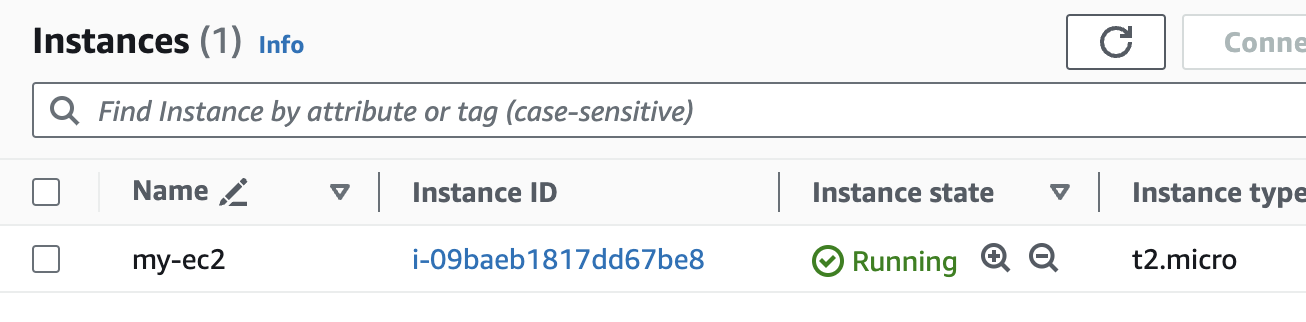 Instances (1) Info
Conne
Find Instance by attribute or tag (case-sensitive)
Name Instance ID Instance state Instance type
my-ec2 i-09baeb1817dd67be8 Running t2.micro